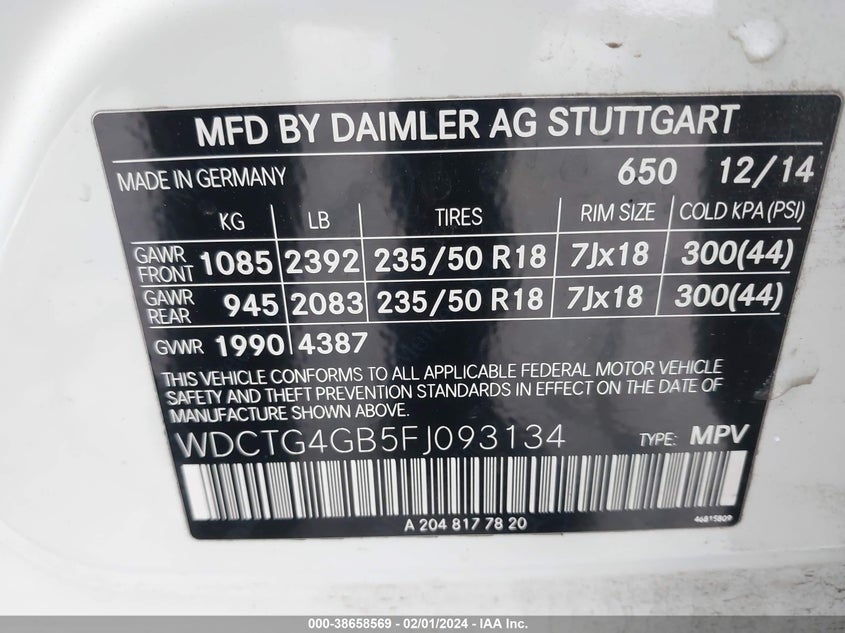 MFD BY DAIMLER AG STUTTGART
MADE IN GERMANY 650 12/14
KG LB TIRES RIM SIZE COLD KPA (PSI)
GAWR FRONT 1085 2392 235/50 R18 7Jx18 300(44)
GAWR REAR 945 2083 235/50 R18 7Jx18 300(44)
GVWR 1990 4387
THIS VEHICLE CONFORMS TO ALL APPLICABLE FEDERAL MOTOR VEHICLE
SAFETY AND THEFT PREVENTION STANDARDS IN EFFECT ON THE DATE OF
MANUFACTURE SHOWN ABOVE.
WDCTG4GB5FJ093134 TYPE: MPV
A 204 817 78 20 46815809
000-38658569 - 02/01/2024 - IAA Inc.